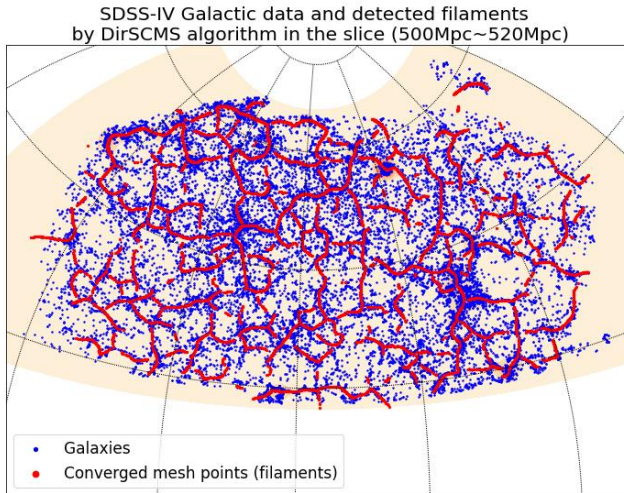 SDSS-IV Galactic data and detected filaments
by DirSCMS algorithm in the slice (500Mpc~520Mpc)
Galaxies
Converged mesh points (filaments)